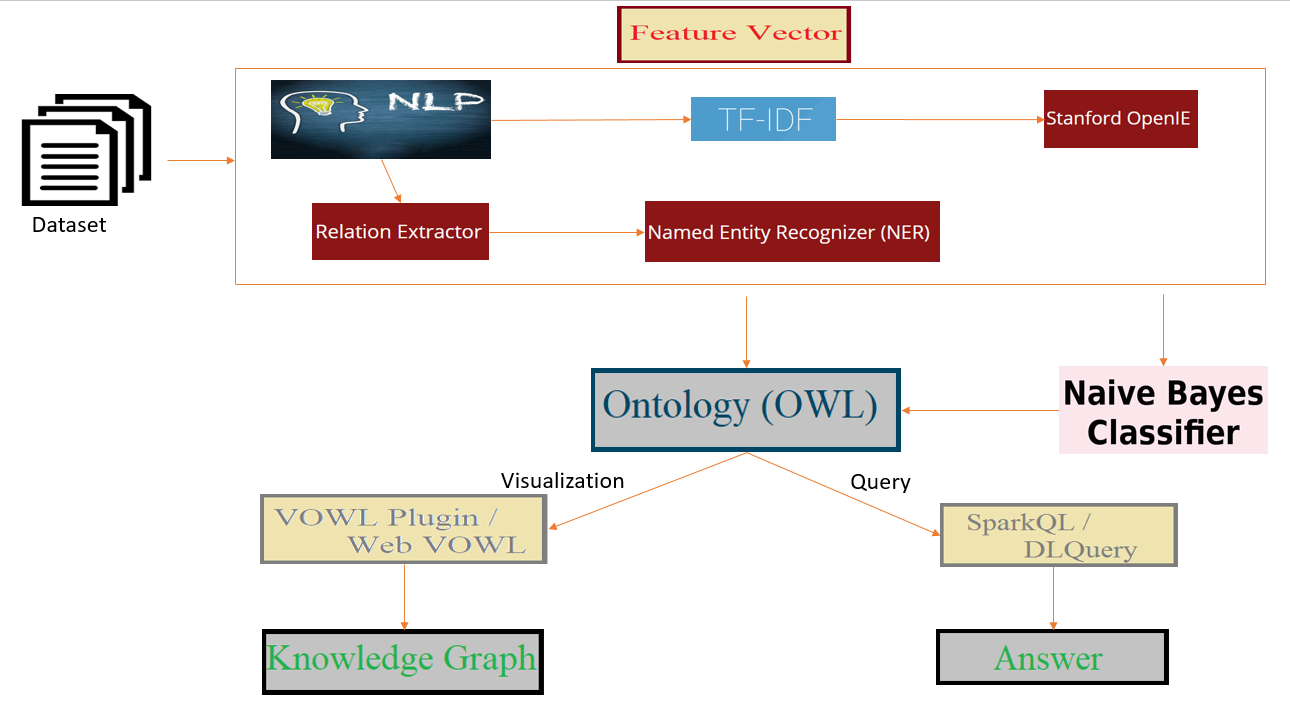 Feature Vector
NLP
TF-IDF
Stanford OpenIE
Dataset
Relation Extractor
Named Entity Recognizer (NER)
Ontology (OWL)
Naive Bayes
Classifier
Visualization
Query
VOWL Plugin /
Web VOWL
SparkQL /
DLQuery
Knowledge Graph
Answer